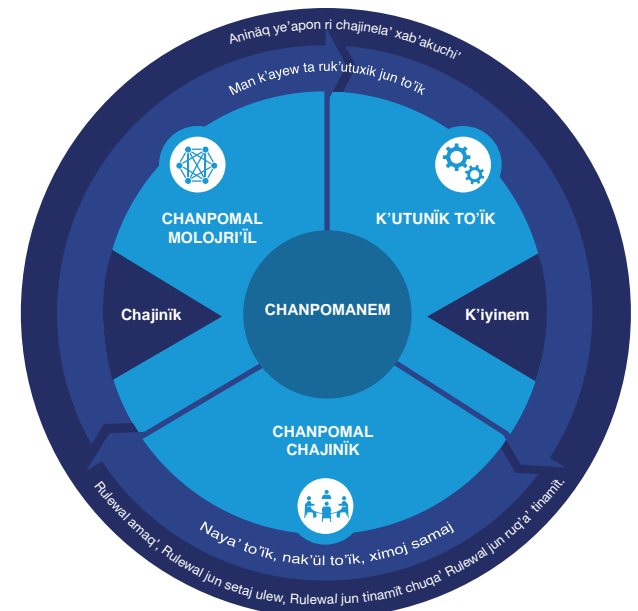 Aninäq ye'apon ri chajinela' xab'akuchi'
Man k'ayew ta ruk'utuxik jun to'ïk
CHANPOMAL
MOLOJRI'ÏL
K'UTUNÏK TO'ÏK
Chajinïk
CHANPOMANEM
K'iyinem
CHANPOMAL
CHAJINÏK
Naya' to'ïk, nak'ül to'ïk, ximoj samaj
Rulewal amaq', Rulewal jun setaj ulew, Rulewal jun tinamït chuqa' Rulewal jun ruq'a' tinamït.